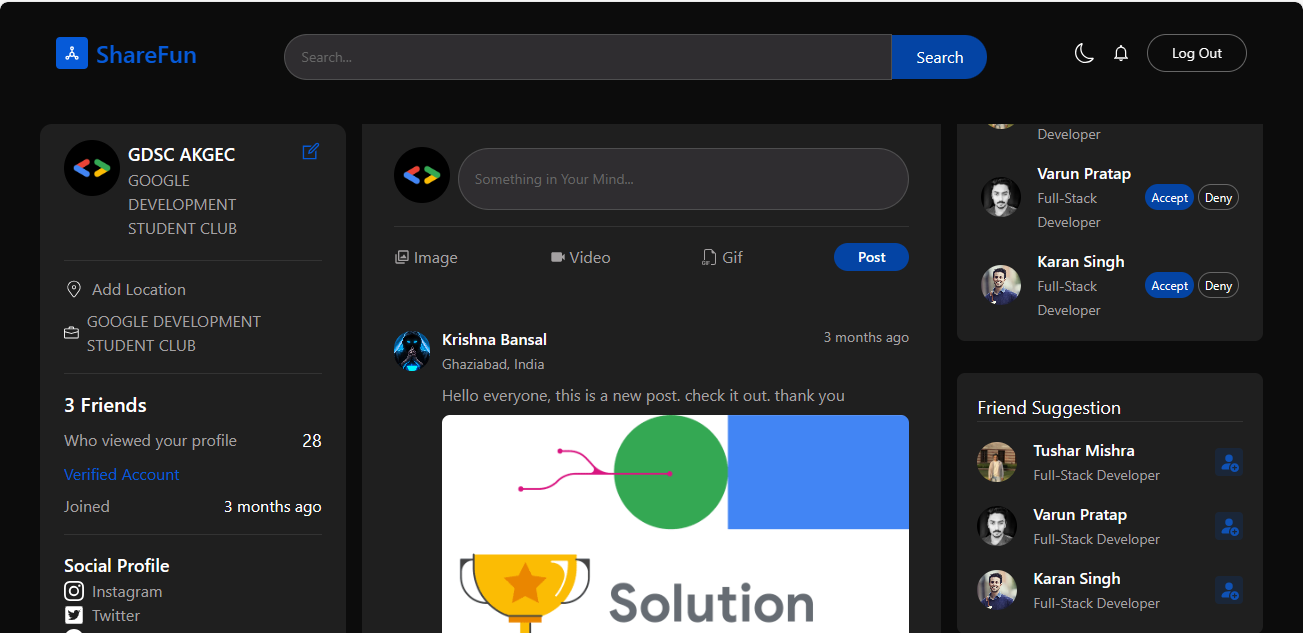 ShareFun
Search...
Search
Log Out
GDSC AKGEC
GOOGLE
DEVELOPMENT
STUDENT CLUB
Add Location
GOOGLE DEVELOPMENT
STUDENT CLUB
3 Friends
Who viewed your profile 28
Verified Account
Joined 3 months ago
Social Profile
Instagram
Twitter
Something in Your Mind...
Image
Video
GIF Gif
Post
Krishna Bansal
3 months ago
Ghaziabad, India
Hello everyone, this is a new post. check it out. thank you
Solution
Developer
Varun Pratap
Full-Stack
Developer
Accept Deny
Karan Singh
Full-Stack
Developer
Accept Deny
Friend Suggestion
Tushar Mishra
Full-Stack Developer
Varun Pratap
Full-Stack Developer
Karan Singh
Full-Stack Developer